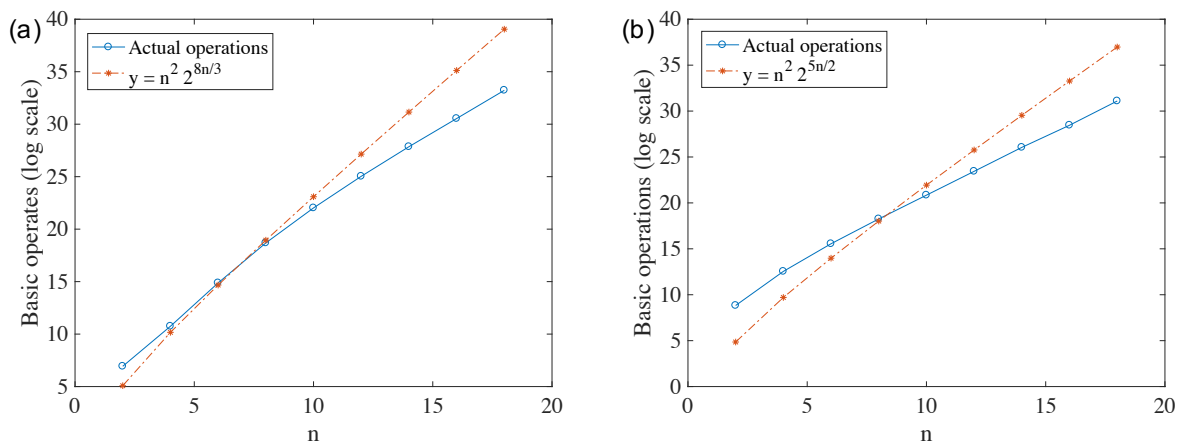 (a)
Basic operates (log scale)
40
35
30
25
20
15
10
5
Actual operations
y = n² 2^{8n/3}
0
5
10
15
20
n
(b)
Basic operations (log scale)
40
35
30
25
20
15
10
5
0
Actual operations
y = n² 2^{5n/2}
0
5
10
15
20
n